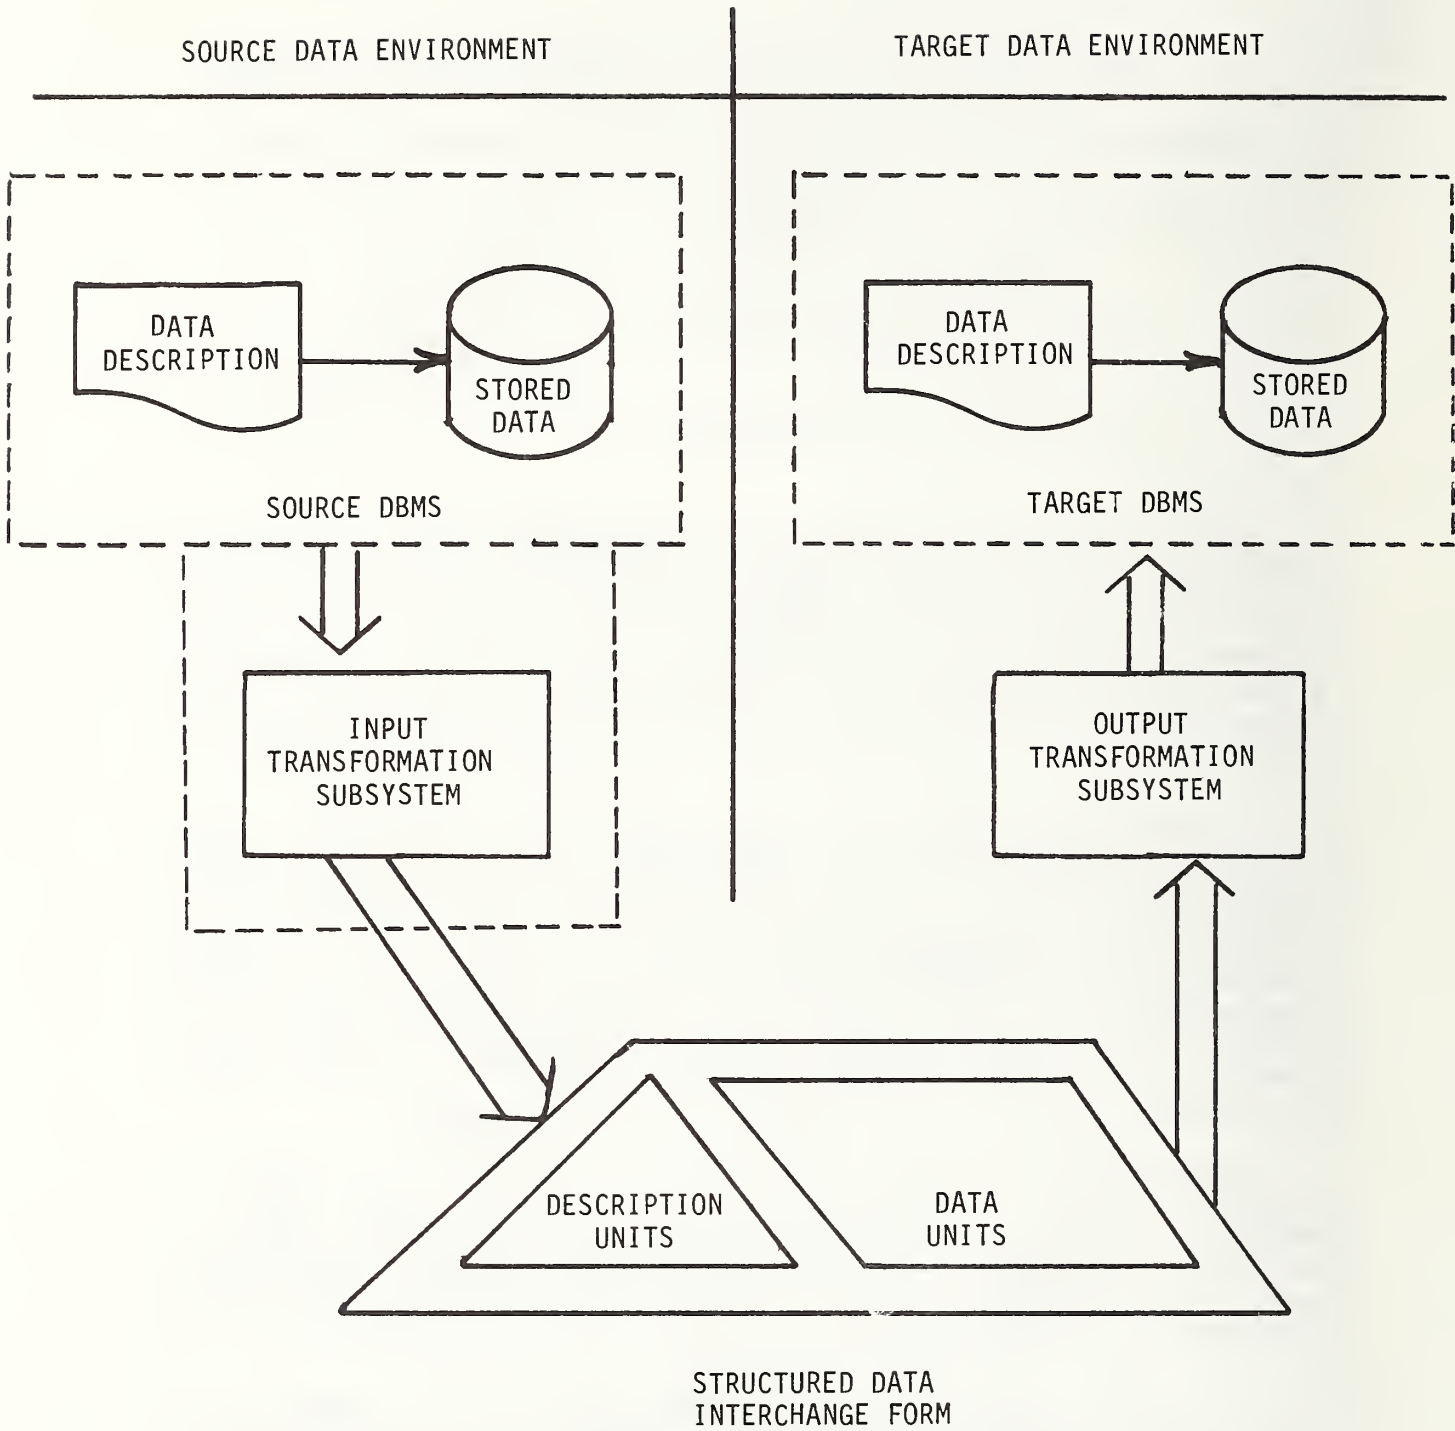 SOURCE DATA ENVIRONMENT
TARGET DATA ENVIRONMENT
DATA
DESCRIPTION
STORED
DATA
SOURCE DBMS
DATA
DESCRIPTION
STORED
DATA
TARGET DBMS
INPUT
TRANSFORMATION
SUBSYSTEM
OUTPUT
TRANSFORMATION
SUBSYSTEM
DESCRIPTION
UNITS
DATA
UNITS
STRUCTURED DATA
INTERCHANGE FORM